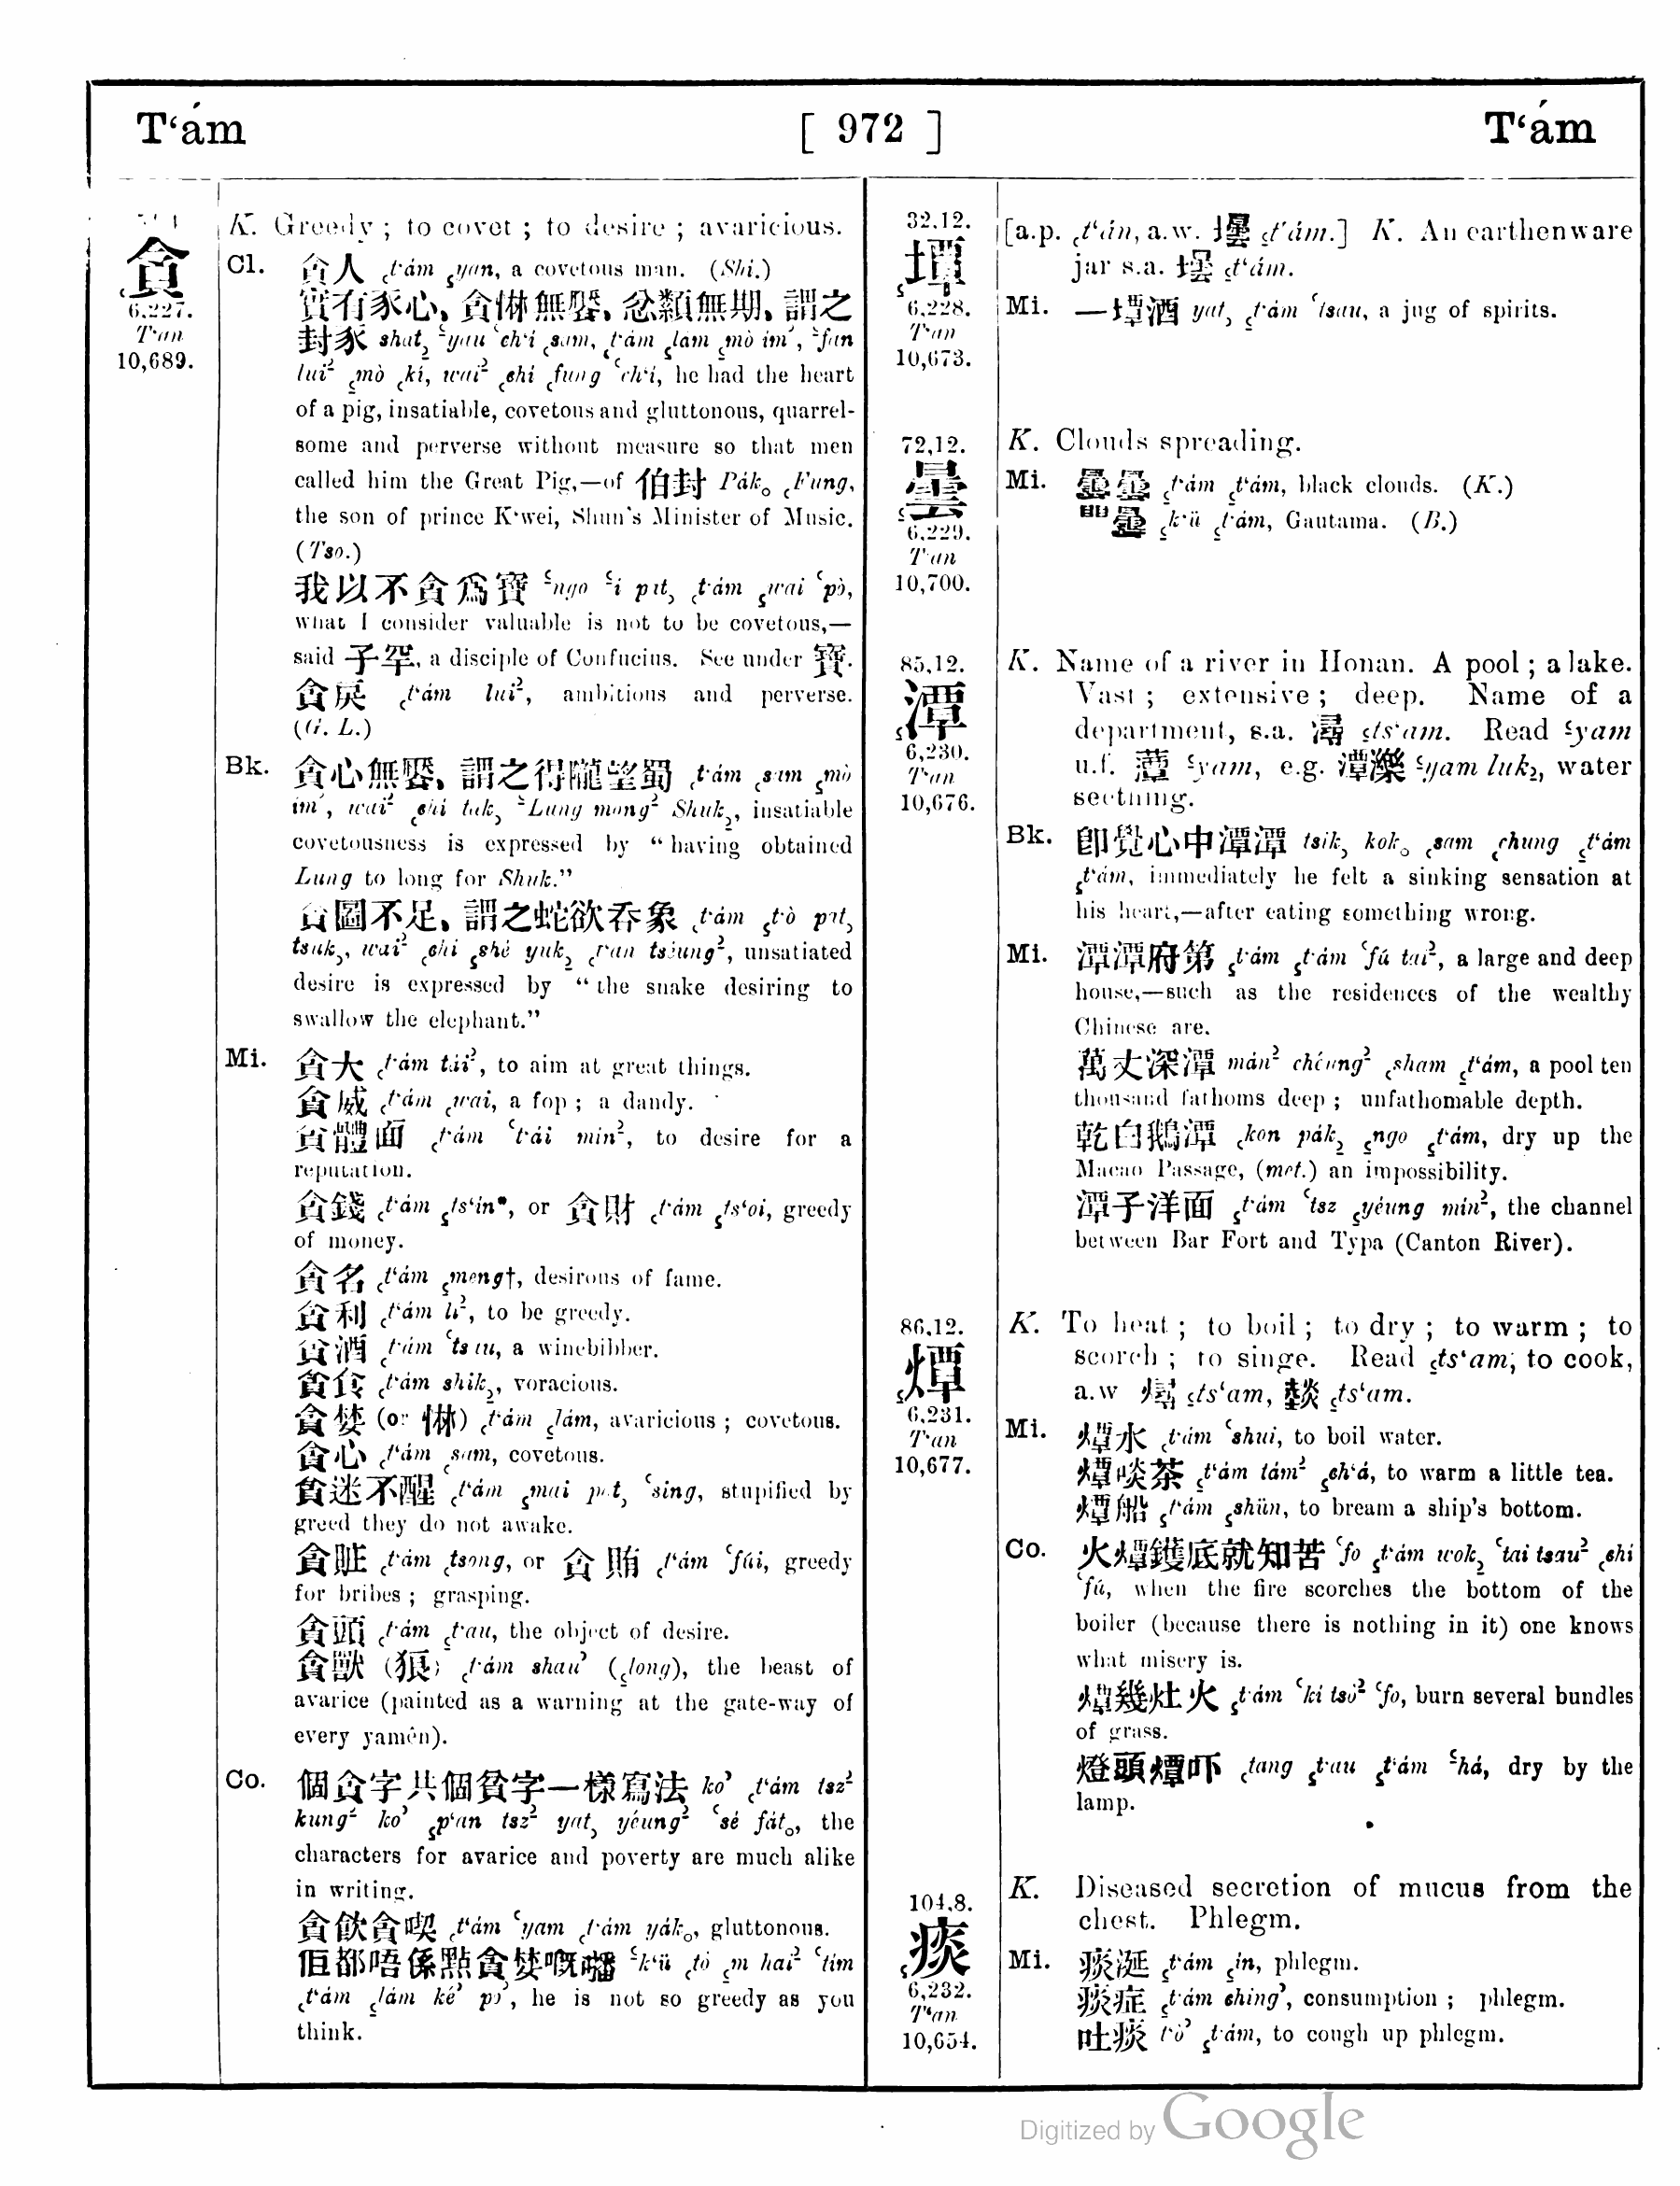 T‘ám [ 972 ] T‘ám
貪
6,227.
T‘an
10,689.
K. Greedy; to covet; to desire; avaricious.
Cl. 貪人 ꜀t‘ám ꜁yan, a covetous man. (Shi.)
實有豕心、貪惏無饜、忿纇無期、謂之
封豕 shat꜇ ꜃yau ꜂ch‘i ꜀sam, ꜀t‘ám ꜁lám ꜁mò im꜄, ꜃fan
lui꜅ ꜁mò ꜁kí, wai꜅ ꜀chí ꜀fung ꜂ch‘í, he had the heart
of a pig, insatiable, covetous and gluttonous, quarrel-
some and perverse without measure so that men
called him the Great Pig,—of 伯封 Pák꜀ ꜀Fung,
the son of prince K‘wei, Shun's Minister of Music.
(Tso.)
我以不貪爲寶 ꜃ngo ꜃i pat꜆ ꜀t‘ám ꜁wai ꜂pò,
what I consider valuable is not to be covetous,—
said 子罕, a disciple of Confucius. See under 寶.
貪戾 ꜀t‘ám lui꜅, ambitious and perverse.
(G. L.)
Bk. 貪心無饜、謂之得隴望蜀 ꜀t‘ám ꜀sam ꜁mò
im꜄, wai꜅ ꜀chi tak꜆ ꜃Lung mong꜅ Shuk꜇, insatiable
covetousness is expressed by “having obtained
Lung to long for Shuk.”
貪圖不足、謂之蛇欲吞象 ꜀t‘ám ꜁t‘ò pat꜆
tsuk꜆, wai꜅ ꜀chi ꜁shé yuk꜇ ꜀t‘an tséung꜅, unsatiated
desire is expressed by “the snake desiring to
swallow the elephant.”
Mi. 貪大 ꜀t‘ám tái꜅, to aim at great things.
貪威 ꜀t‘ám ꜀wai, a fop; a dandy.
貪體面 ꜀t‘ám ꜂t‘ái min꜅, to desire for a
reputation.
貪錢 ꜀t‘ám ꜁ts‘in*, or 貪財 ꜀t‘ám ꜁ts‘oi, greedy
of money.
貪名 ꜀t‘ám ꜁meng†, desirous of fame.
貪利 ꜀t‘ám li꜅, to be greedy.
貪酒 ꜀t‘ám ꜂tsau, a winebibber.
貪食 ꜀t‘ám shik꜇, voracious.
貪婪 (or 惏) ꜀t‘ám ꜁lám, avaricious; covetous.
貪心 ꜀t‘ám ꜀sam, covetous.
貪迷不醒 ꜀t‘ám ꜁mai pat꜆ ꜂sing, stupified by
greed they do not awake.
貪賍 ꜀t‘ám ꜀tsong, or 貪賄 ꜀t‘ám ꜂fúi, greedy
for bribes; grasping.
貪頭 ꜀t‘ám ꜁t‘au, the object of desire.
貪獸 (狼) ꜀t‘ám shau꜄ (꜁long), the beast of
avarice (painted as a warning at the gate-way of
every yamên).
Co. 個貪字共個貧字一樣寫法 ko꜄ ꜀t‘ám tsz꜅
kung꜅ ko꜄ ꜁p‘an tsz꜅ yat꜆ yéung꜅ ꜂sé fát꜀, the
characters for avarice and poverty are much alike
in writing.
貪飲貪喫 ꜀t‘ám ꜂yam ꜀t‘ám yák꜀, gluttonous.
佢都唔係點貪婪嘅噃 ꜃k‘ü ꜀tò ꜁m hai꜅ ꜂tim
꜀t‘ám ꜁lám ké꜄ po꜄, he is not so greedy as you
think.
32,12.
墰
6,228.
T‘an
10,673.
[a.p. ꜀t‘án, a.w. 壜 ꜁t‘ám.] K. An earthenware
jar s.a. 坛 ꜁t‘ám.
Mi. 一墰酒 yat꜆ ꜁t‘ám ꜂tsau, a jug of spirits.
72,12.
曇
6,229.
T‘an
10,700.
K. Clouds spreading.
Mi. 曇曇 ꜁t‘ám ꜁t‘ám, black clouds. (K.)
曇 ꜁k‘ü ꜁t‘ám, Gautama. (B.)
85,12.
潭
6,230.
T‘an
10,676.
K. Name of a river in Honan. A pool; a lake.
Vast; extensive; deep. Name of a
department, s.a. 潯 ꜁ts‘am. Read ꜃yam
u.f. 蕈 ꜃yam, e.g. 潭濼 ꜃yam luk꜇, water
seething.
Bk. 卽覺心中潭潭 tsik꜆ kok꜀ ꜀sam ꜀chung ꜁t‘ám
꜁t‘ám, immediately he felt a sinking sensation at
his heart,—after eating something wrong.
Mi. 潭潭府第 ꜁t‘ám ꜁t‘ám ꜂fú tai꜅, a large and deep
house,—such as the residences of the wealthy
Chinese are.
萬丈深潭 mán꜅ chéung꜅ ꜀sham ꜁t‘ám, a pool ten
thousand fathoms deep; unfathomable depth.
乾白鵝潭 ꜀kon pák꜇ ꜁ngo ꜁t‘ám, dry up the
Macao Passage, (met.) an impossibility.
潭子洋面 ꜁t‘ám ꜂tsz ꜁yéung min꜅, the channel
between Bar Fort and Typa (Canton River).
86,12.
燂
6,231.
T‘an
10,677.
K. To heat; to boil; to dry; to warm; to
scorch; to singe. Read ꜁ts‘am, to cook,
a.w ꜁ts‘am, ꜁ts‘am.
Mi. 燂水 ꜁t‘ám ꜂shui, to boil water.
燂啖茶 ꜁t‘ám tám꜅ ꜁ch‘á, to warm a little tea.
燂船 ꜁t‘ám ꜁shün, to bream a ship's bottom.
Co. 火燂鑊底就知苦 ꜂fo ꜁t‘ám wok꜇ ꜂tai tsau꜅ ꜀chi
꜂fú, when the fire scorches the bottom of the
boiler (because there is nothing in it) one knows
what misery is.
燂幾灶火 ꜁t‘ám ꜂ki tsò꜅ ꜂fo, burn several bundles
of grass.
燈頭燂吓 ꜀tang ꜁t‘au ꜁t‘ám ꜃há, dry by the
lamp.
104,8.
痰
6,232.
T‘an
10,654.
K. Diseased secretion of mucus from the
chest. Phlegm.
Mi. 痰涎 ꜁t‘ám ꜁in, phlegm.
痰症 ꜁t‘ám ching꜄, consumption; phlegm.
吐痰 t‘ò꜄ ꜁t‘ám, to cough up phlegm.
Digitized by Google